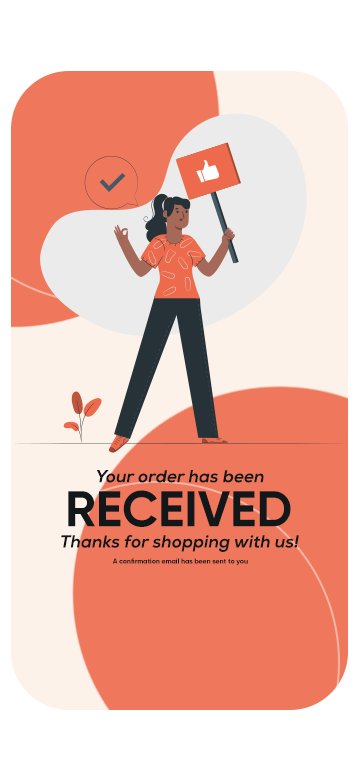 Your order has been
RECEIVED
Thanks for shopping with us!
A confirmation email has been sent to you